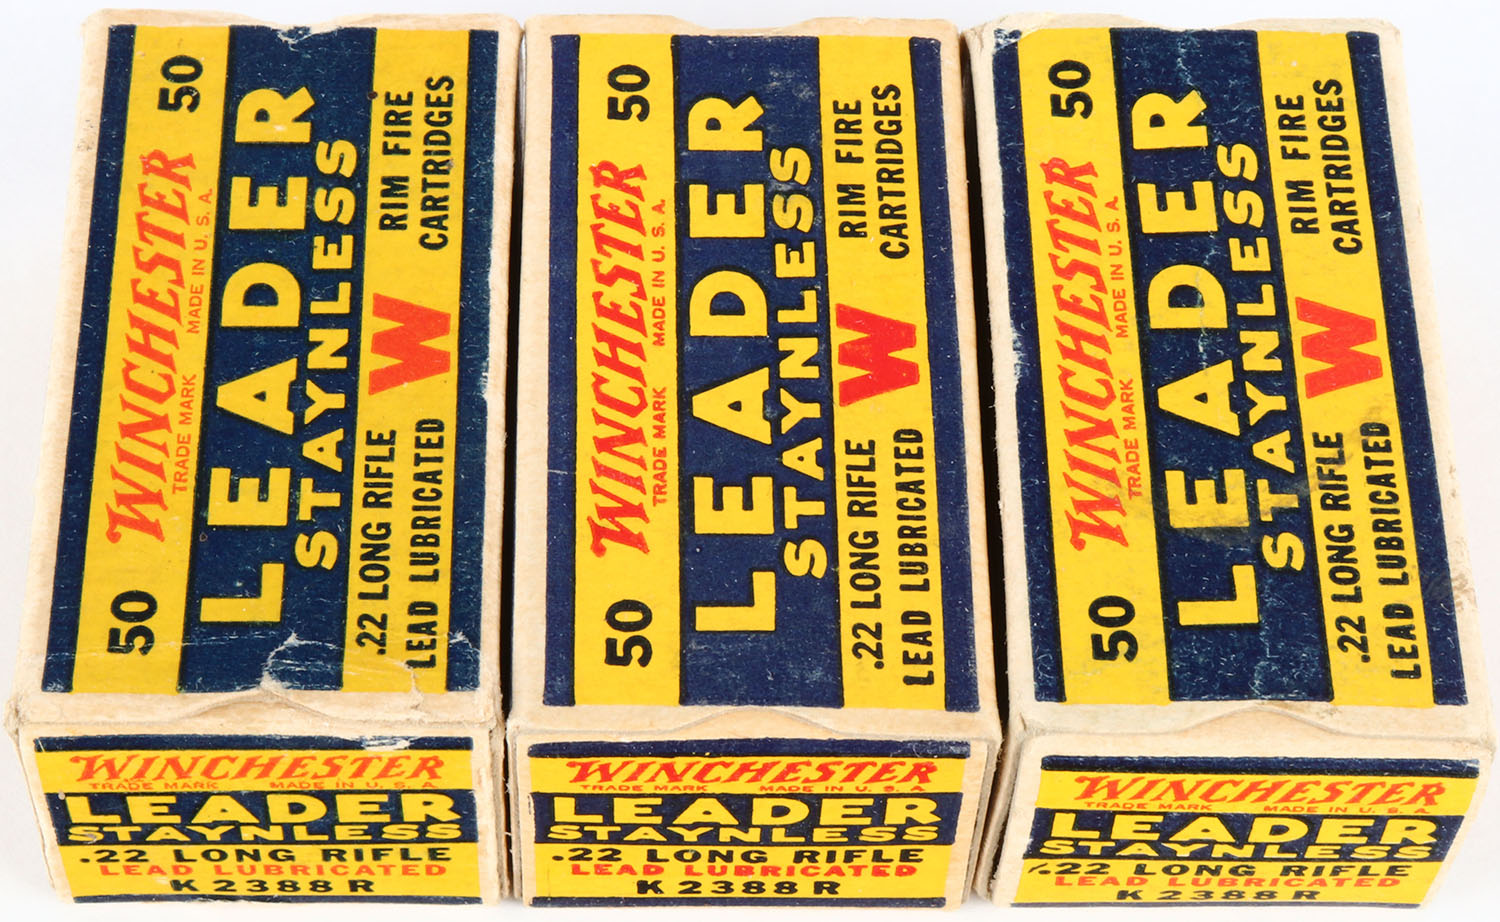 50 WINCHESTER 50
TRADE MARK MADE IN U. S. A.
LEADER
STAYNLESS
.22 LONG RIFLE W RIM FIRE
LEAD LUBRICATED CARTRIDGES
WINCHESTER
TRADE MARK MADE IN U. S. A.
LEADER
STAYNLESS
.22 LONG RIFLE
LEAD LUBRICATED
K2388R
50 WINCHESTER 50
TRADE MARK MADE IN U. S. A.
LEADER
STAYNLESS
.22 LONG RIFLE W RIM FIRE
LEAD LUBRICATED CARTRIDGES
WINCHESTER
TRADE MARK MADE IN U. S. A.
LEADER
STAYNLESS
.22 LONG RIFLE
LEAD LUBRICATED
K2388R
50 WINCHESTER 50
TRADE MARK MADE IN U. S. A.
LEADER
STAYNLESS
.22 LONG RIFLE W RIM FIRE
LEAD LUBRICATED CARTRIDGES
WINCHESTER
TRADE MARK MADE IN U. S. A.
LEADER
STAYNLESS
.22 LONG RIFLE
LEAD LUBRICATED
K2388R